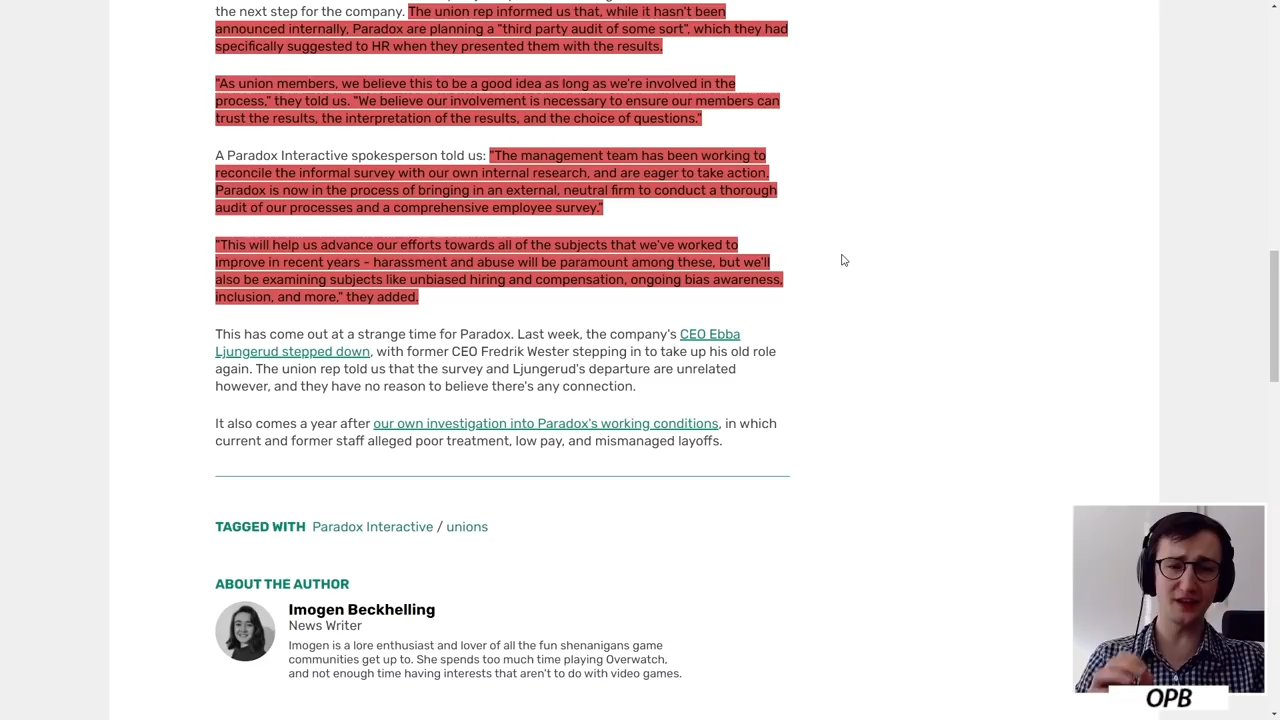 the next step for the company. The union rep informed us that, while it hasn't been
announced internally, Paradox are planning a "third party audit of some sort", which they had
specifically suggested to HR when they presented them with the results.
"As union members, we believe this to be a good idea as long as we're involved in the
process," they told us. "We believe our involvement is necessary to ensure our members can
trust the results, the interpretation of the results, and the choice of questions."
A Paradox Interactive spokesperson told us: "The management team has been working to
reconcile the informal survey with our own internal research, and are eager to take action.
Paradox is now in the process of bringing in an external, neutral firm to conduct a thorough
audit of our processes and a comprehensive employee survey."
"This will help us advance our efforts towards all of the subjects that we've worked to
improve in recent years - harassment and abuse will be paramount among these, but we'll
also be examining subjects like unbiased hiring and compensation, ongoing bias awareness,
inclusion, and more," they added.
This has come out at a strange time for Paradox. Last week, the company's CEO Ebba
Ljungerud stepped down, with former CEO Fredrik Wester stepping in to take up his old role
again. The union rep told us that the survey and Ljungerud's departure are unrelated
however, and they have no reason to believe there's any connection.
It also comes a year after our own investigation into Paradox's working conditions, in which
current and former staff alleged poor treatment, low pay, and mismanaged layoffs.
TAGGED WITH Paradox Interactive / unions
ABOUT THE AUTHOR
Imogen Beckhelling
News Writer
Imogen is a lore enthusiast and lover of all the fun shenanigans game
communities get up to. She spends too much time playing Overwatch,
and not enough time having interests that aren't to do with video games.
OPB